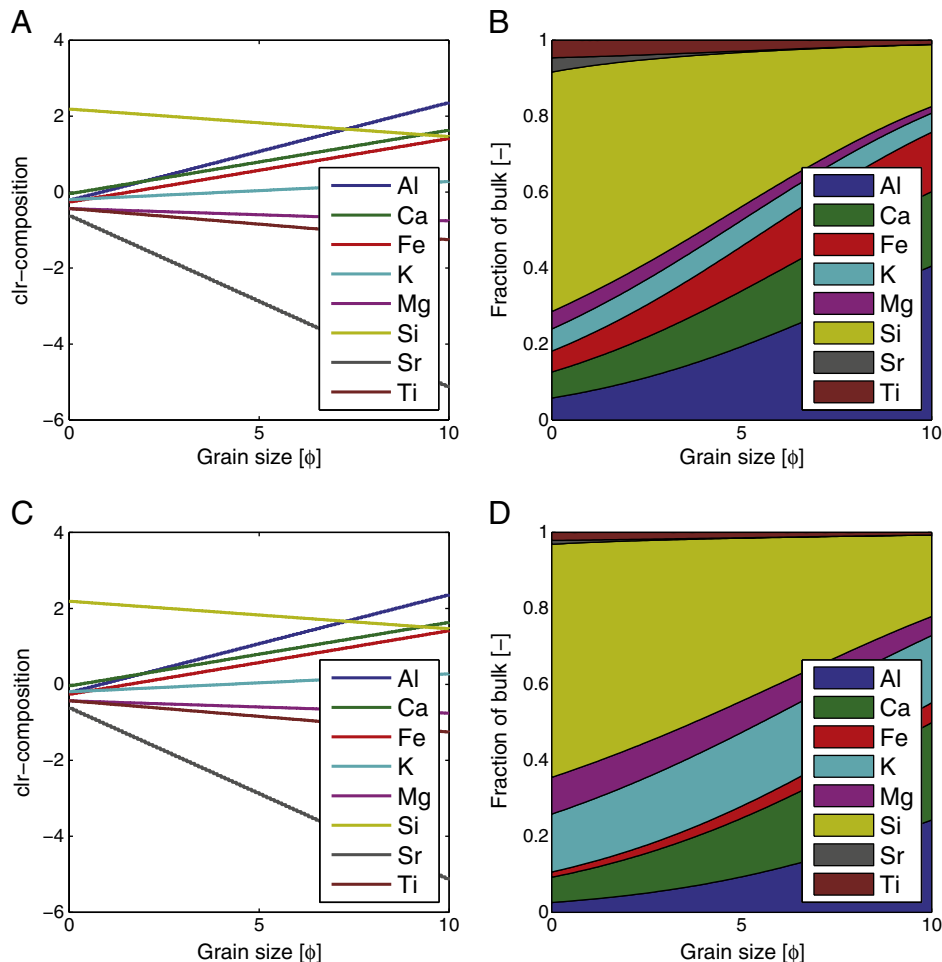 A
clr-composition
4
2
0
-2
-4
-6
0
5
10
Grain size [ϕ]
Al
Ca
Fe
K
Mg
Si
Sr
Ti
B
Fraction of bulk [-]
1
0.8
0.6
0.4
0.2
0
0
5
10
Grain size [ϕ]
Al
Ca
Fe
K
Mg
Si
Sr
Ti
C
clr-composition
4
2
0
-2
-4
-6
0
5
10
Grain size [ϕ]
Al
Ca
Fe
K
Mg
Si
Sr
Ti
D
Fraction of bulk [-]
1
0.8
0.6
0.4
0.2
0
0
5
10
Grain size [ϕ]
Al
Ca
Fe
K
Mg
Si
Sr
Ti